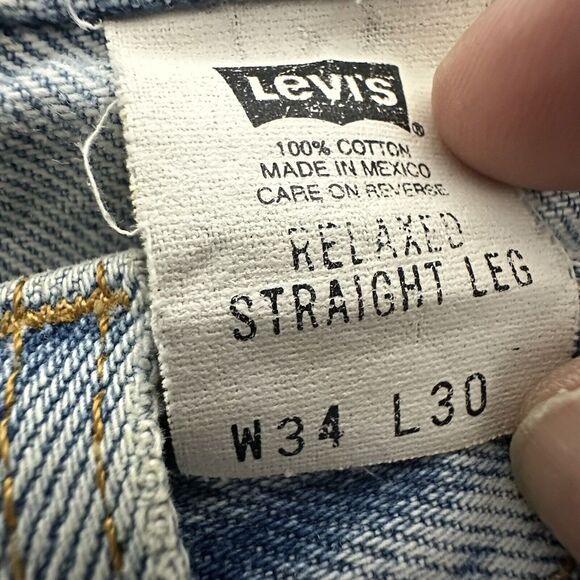 Levi's
®
100% COTTON
MADE IN MEXICO
CARE ON REVERSE
RELAXED
STRAIGHT LEG
W34 L30